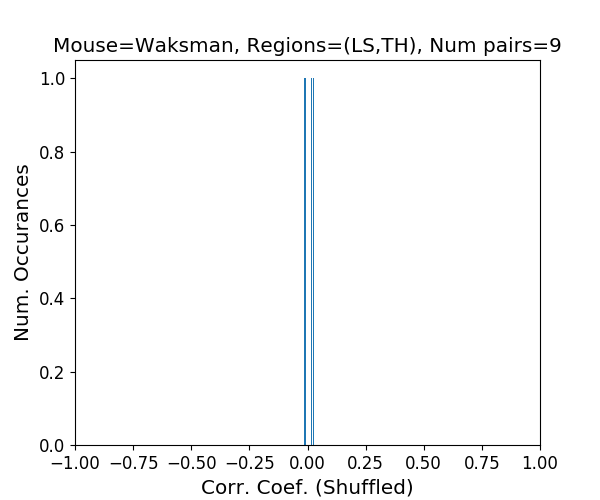 Mouse=Waksman, Regions=(LS,TH), Num pairs=9
1.0
0.8
0.6
0.4
0.2
0.0
Num. Occurances
−1.00 −0.75 −0.50 −0.25 0.00 0.25 0.50 0.75 1.00
Corr. Coef. (Shuffled)